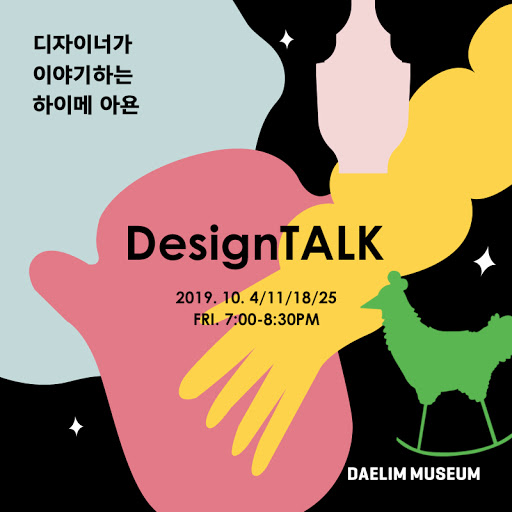 디자이너가
이야기하는
하이메 아욘
DesignTALK
2019. 10. 4/11/18/25
FRI. 7:00-8:30PM
DAELIM MUSEUM